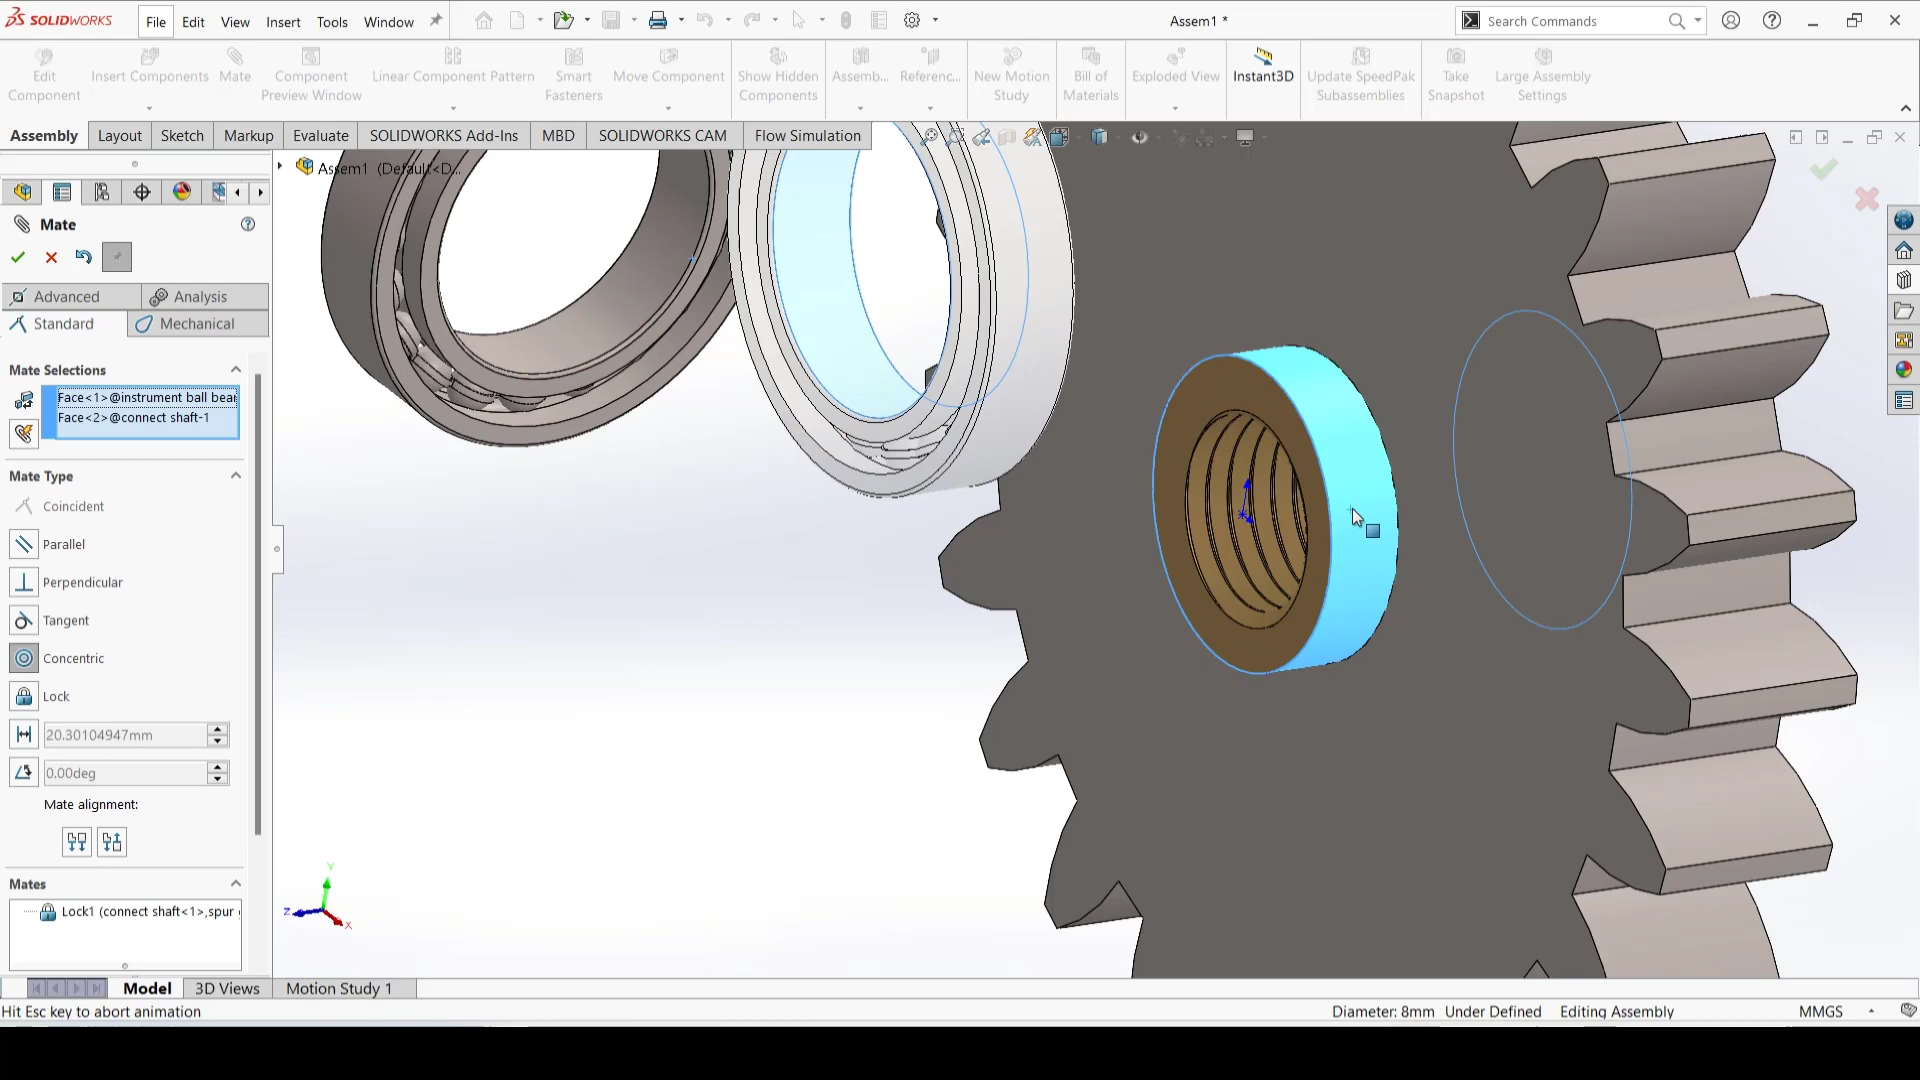 SOLIDWORKS
File Edit View Insert Tools Window
Assem1 *
Search Commands
Edit Component
Insert Components
Mate
Component Preview Window
Linear Component Pattern
Smart Fasteners
Move Component
Show Hidden Components
Assemb...
Referenc...
New Motion Study
Bill of Materials
Exploded View
Instant3D
Update SpeedPak Subassemblies
Take Snapshot
Large Assembly Settings
Assembly Layout Sketch Markup Evaluate SOLIDWORKS Add-Ins MBD SOLIDWORKS CAM Flow Simulation
Assem1 (Default<D...
Mate
Advanced Analysis
Standard Mechanical
Mate Selections
Face<1>@instrument ball bear
Face<2>@connect shaft-1
Mate Type
Coincident
Parallel
Perpendicular
Tangent
Concentric
Lock
20.30104947mm
0.00deg
Mate alignment:
Mates
Lock1 (connect shaft<1>,spur
Y
Z
X
Model 3D Views Motion Study 1
Hit Esc key to abort animation
Diameter: 8mm Under Defined Editing Assembly MMGS